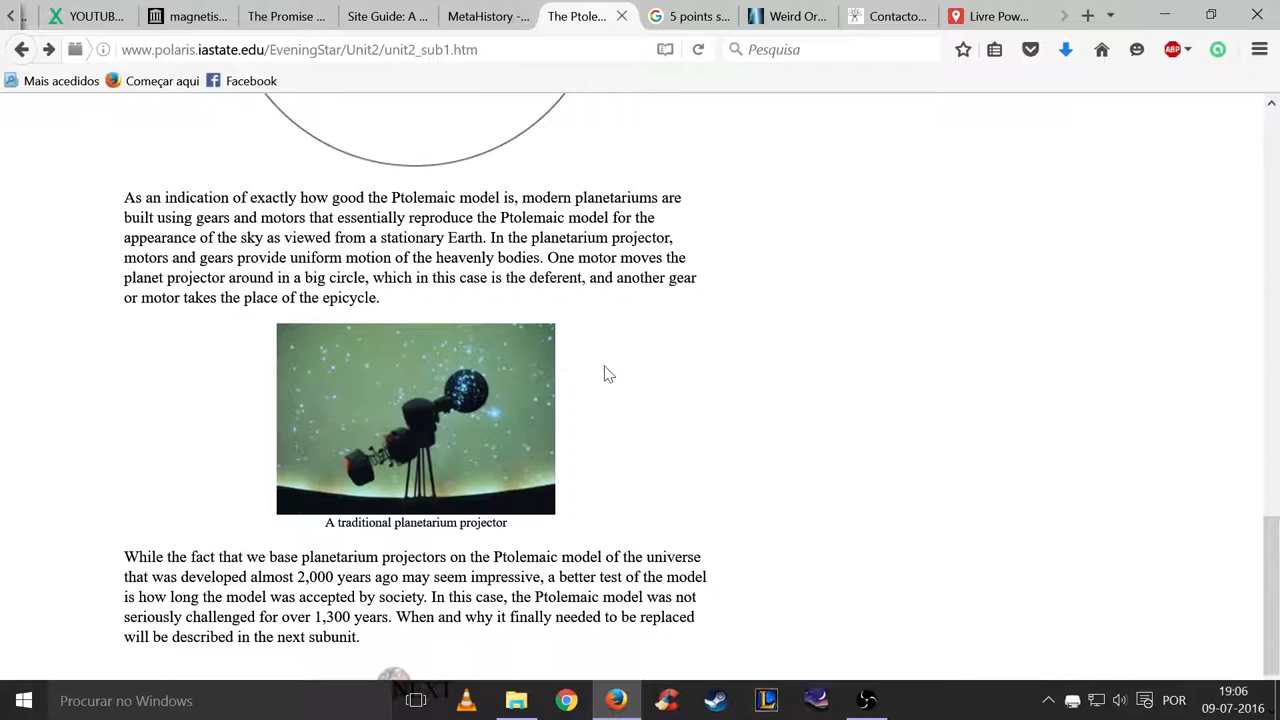 YOUTUB...
magnetis...
The Promise
Site Guide: A ...
MetaHistory -...
The Ptole...
5 points s...
Weird Or...
Contacto...
Livre Pow...
www.polaris.iastate.edu/EveningStar/Unit2/unit2_sub1.htm
Pesquisa
ABP
Mais acedidos
Começar aqui
Facebook
As an indication of exactly how good the Ptolemaic model is, modern planetariums are
built using gears and motors that essentially reproduce the Ptolemaic model for the
appearance of the sky as viewed from a stationary Earth. In the planetarium projector,
motors and gears provide uniform motion of the heavenly bodies. One motor moves the
planet projector around in a big circle, which in this case is the deferent, and another gear
or motor takes the place of the epicycle.
A traditional planetarium projector
While the fact that we base planetarium projectors on the Ptolemaic model of the universe
that was developed almost 2,000 years ago may seem impressive, a better test of the model
is how long the model was accepted by society. In this case, the Ptolemaic model was not
seriously challenged for over 1,300 years. When and why it finally needed to be replaced
will be described in the next subunit.
NEXT
Procurar no Windows
POR
19:06
09-07-2016